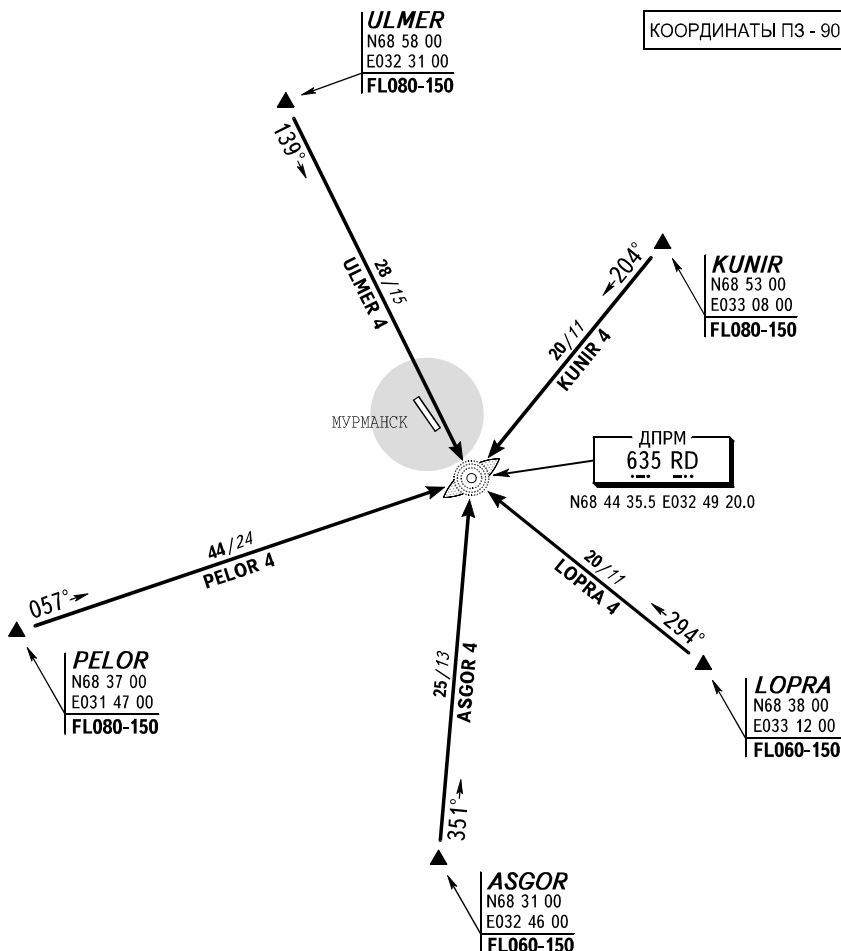 ULMER
N68 58 00
E032 31 00
FL080-150
КООРДИНАТЫ ПЗ - 90
139°
28/15
ULMER 4
204°
20/11
KUNIR 4
KUNIR
N68 53 00
E033 08 00
FL080-150
МУРМАНСК
ДПРМ
635 RD
N68 44 35.5 E032 49 20.0
44/24
PELOR 4
057°
PELOR
N68 37 00
E031 47 00
FL080-150
20/11
LOPRA 4
294°
LOPRA
N68 38 00
E033 12 00
FL060-150
25/13
ASGOR 4
351°
ASGOR
N68 31 00
E032 46 00
FL060-150